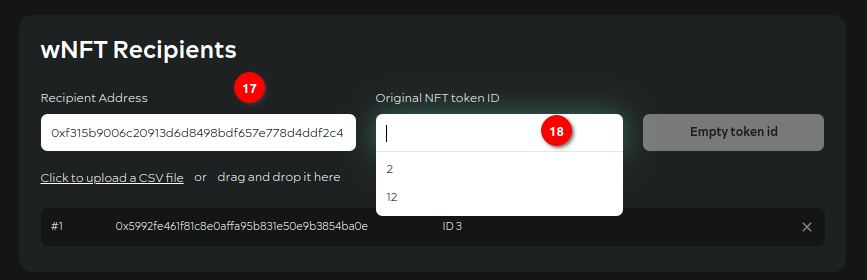 wNFT Recipients
17
Recipient Address
Original NFT token ID
0xf315b9006c20913d6d8498bdf657e778d4ddf2c4
18
Empty token id
2
Click to upload a CSV file or drag and drop it here
12
#1 0x5992fe461f81c8e0affa95b831e50e9b3854ba0e ID 3